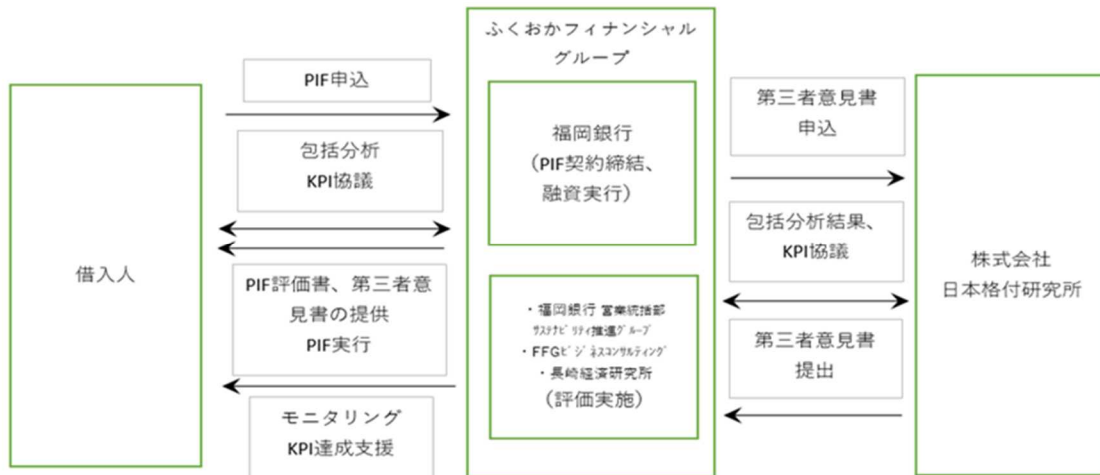 借入人
PIF申込
包括分析
KPI協議
PIF評価書、第三者意
見書の提供
PIF実行
モニタリング
KPI達成支援
ふくおかフィナンシャル
グループ
福岡銀行
(PIF契約締結、
融資実行)
・福岡銀行 営業統括部
ｻｽﾃﾅﾋﾞﾘﾃｨ推進ｸﾞﾙｰﾌﾟ
・FFGﾋﾞｼﾞﾈｽｺﾝｻﾙﾃｨﾝｸﾞ
・長崎経済研究所
(評価実施)
第三者意見書
申込
包括分析結果、
KPI協議
第三者意見書
提出
株式会社
日本格付研究所